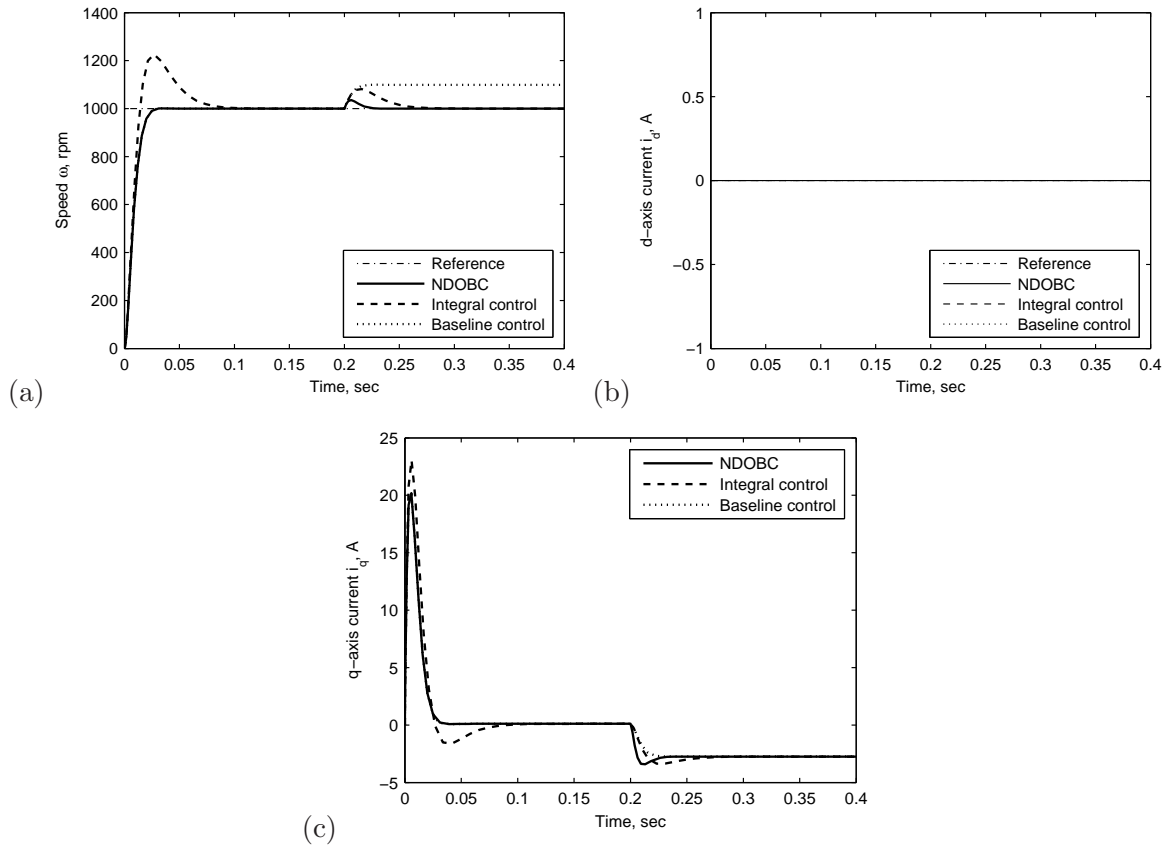 1400
1200
1000
800
600
400
200
0
Speed ω, rpm
Reference
NDOBC
Integral control
Baseline control
0 0.05 0.1 0.15 0.2 0.25 0.3 0.35 0.4
Time, sec
(a)
1
0.5
0
−0.5
−1
d−axis current i_d, A
Reference
NDOBC
Integral control
Baseline control
0 0.05 0.1 0.15 0.2 0.25 0.3 0.35 0.4
Time, sec
(b)
25
20
15
10
5
0
−5
q−axis current i_q, A
NDOBC
Integral control
Baseline control
0 0.05 0.1 0.15 0.2 0.25 0.3 0.35 0.4
Time, sec
(c)